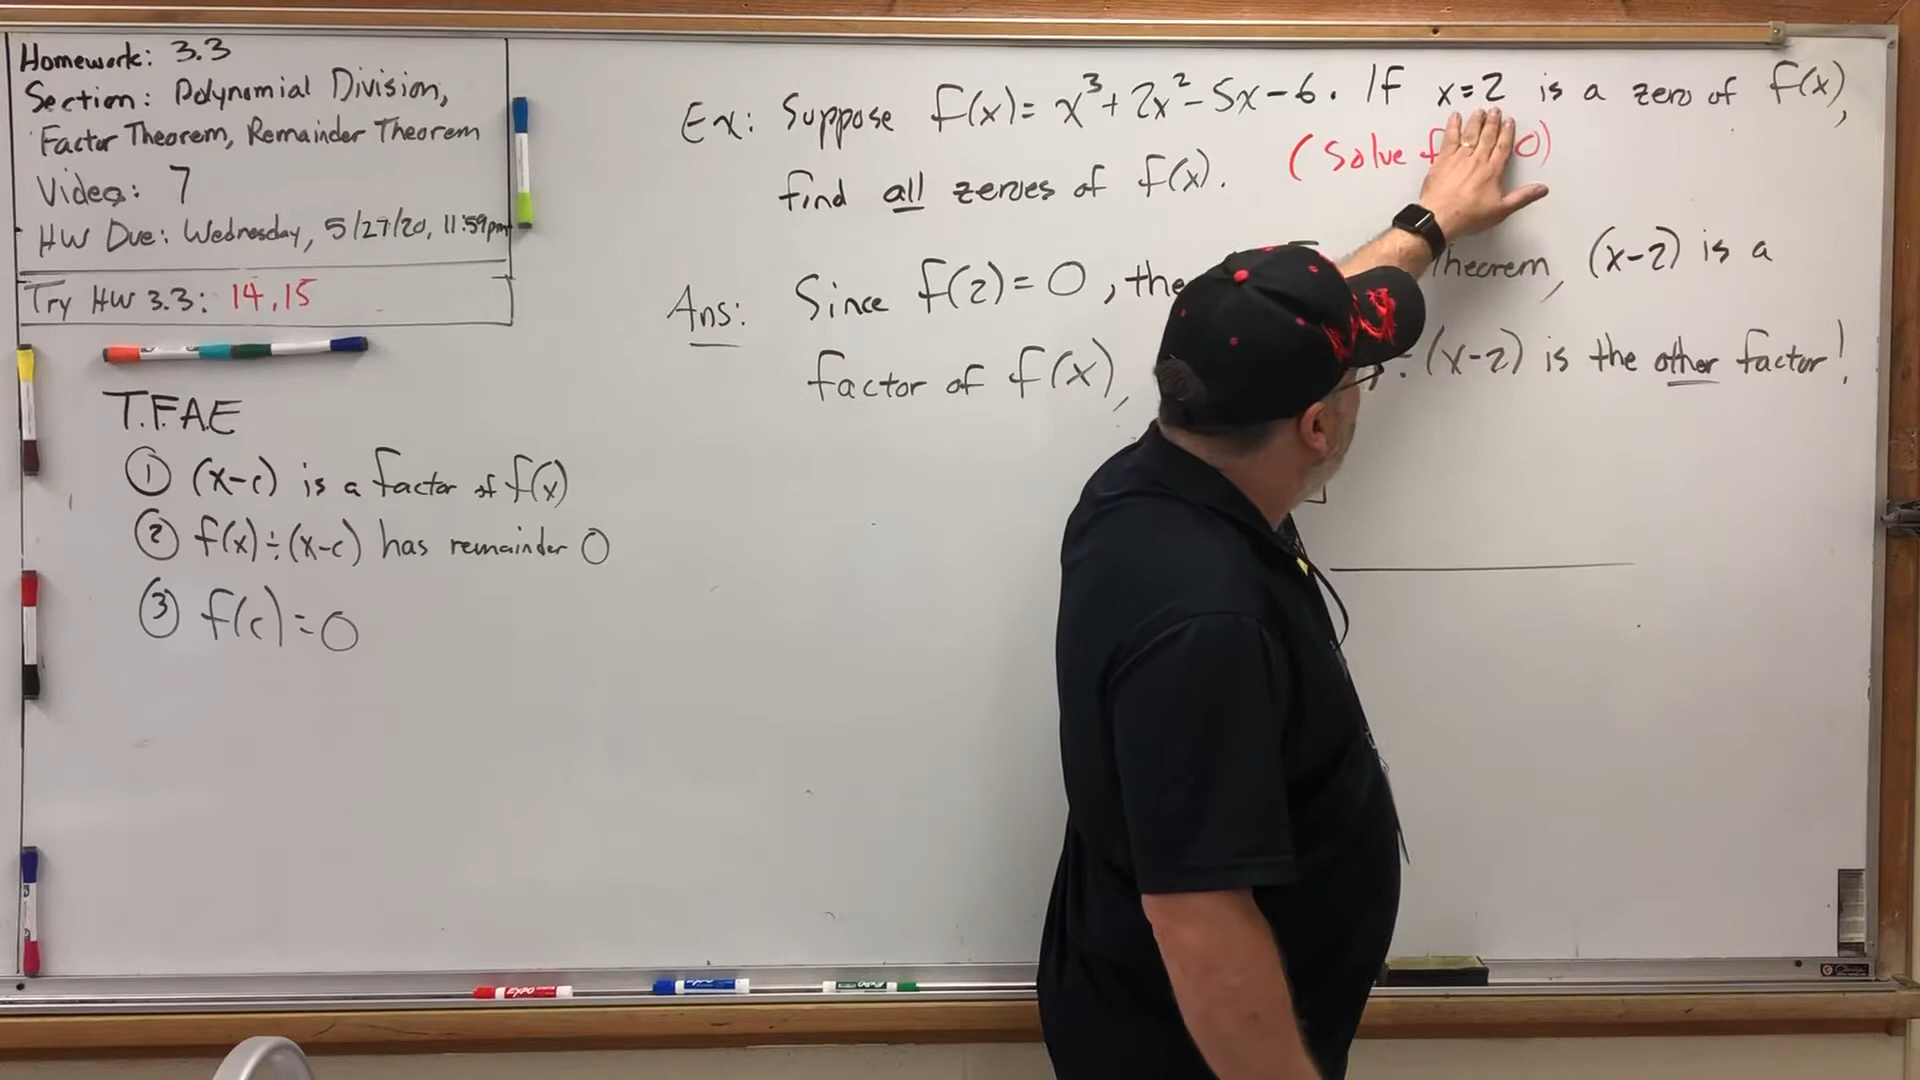 Homework: 3.3
Section: Polynomial Division,
Factor Theorem, Remainder Theorem
Video: 7
HW Due: Wednesday, 5/27/20, 11:59pm
Try HW 3.3: 14,15
T.F.A.E
① (x-c) is a factor of f(x)
② f(x)÷(x-c) has remainder 0
③ f(c)=0
Ex: Suppose f(x)= x³+2x²-5x-6. If x=2 is a zero of f(x),
find all zeroes of f(x). (Solve f 0)
Ans: Since f(2)=0, the Theorem, (x-2) is a
factor of f(x), ÷(x-2) is the other factor!
EXPO